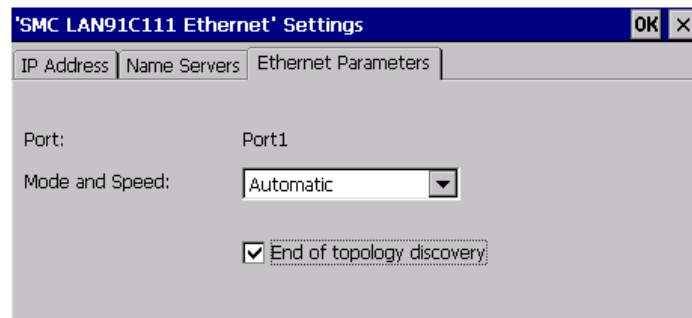 'SMC LAN91C111 Ethernet' Settings OK ×
IP Address Name Servers Ethernet Parameters
Port: Port1
Mode and Speed: Automatic
End of topology discovery